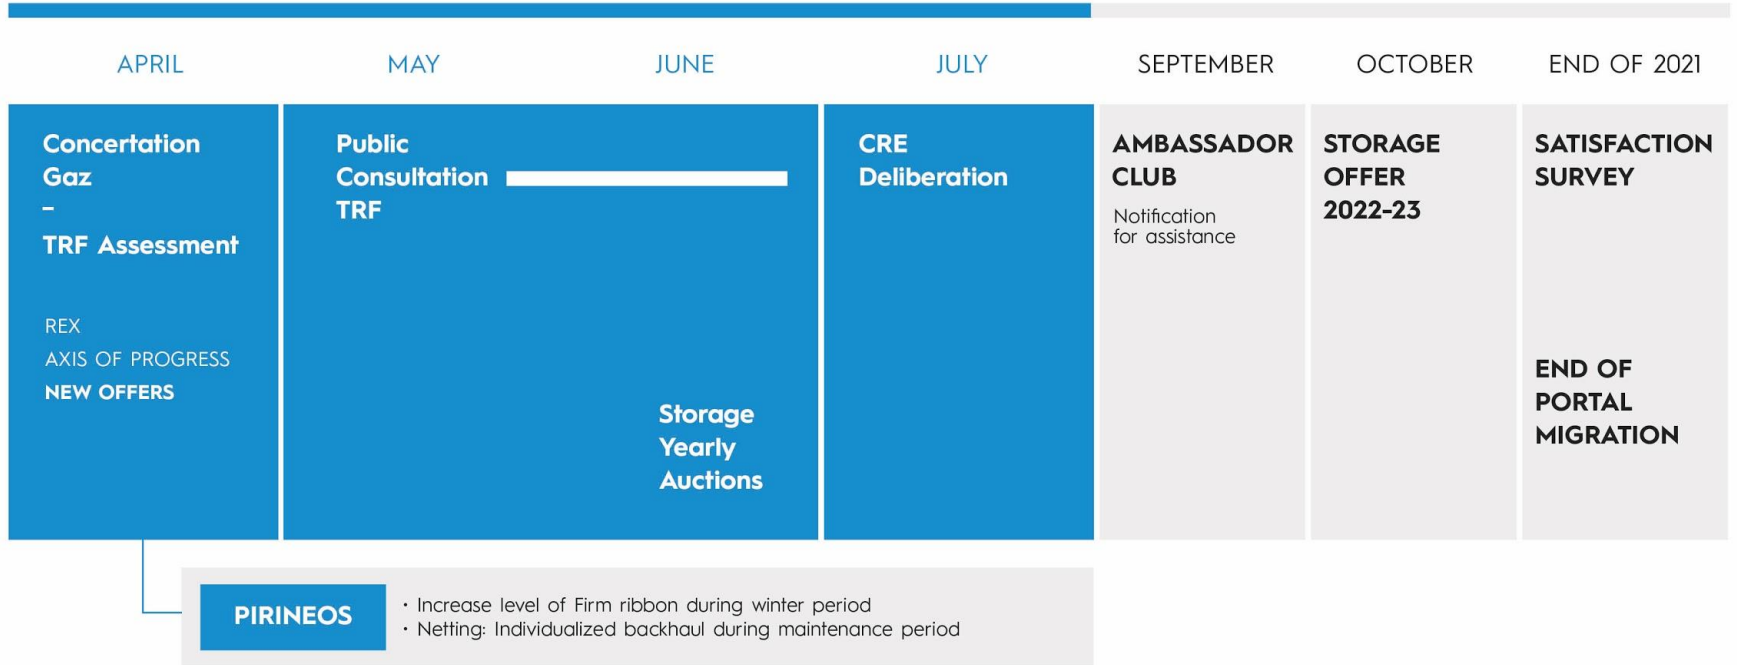 APRIL
MAY
JUNE
JULY
SEPTEMBER
OCTOBER
END OF 2021
Concertation
Gaz
–
TRF Assessment
REX
AXIS OF PROGRESS
NEW OFFERS
Public
Consultation
TRF
Storage
Yearly
Auctions
CRE
Deliberation
AMBASSADOR
CLUB
Notification
for assistance
STORAGE
OFFER
2022-23
SATISFACTION
SURVEY
END OF
PORTAL
MIGRATION
PIRINEOS
· Increase level of Firm ribbon during winter period
· Netting: Individualized backhaul during maintenance period